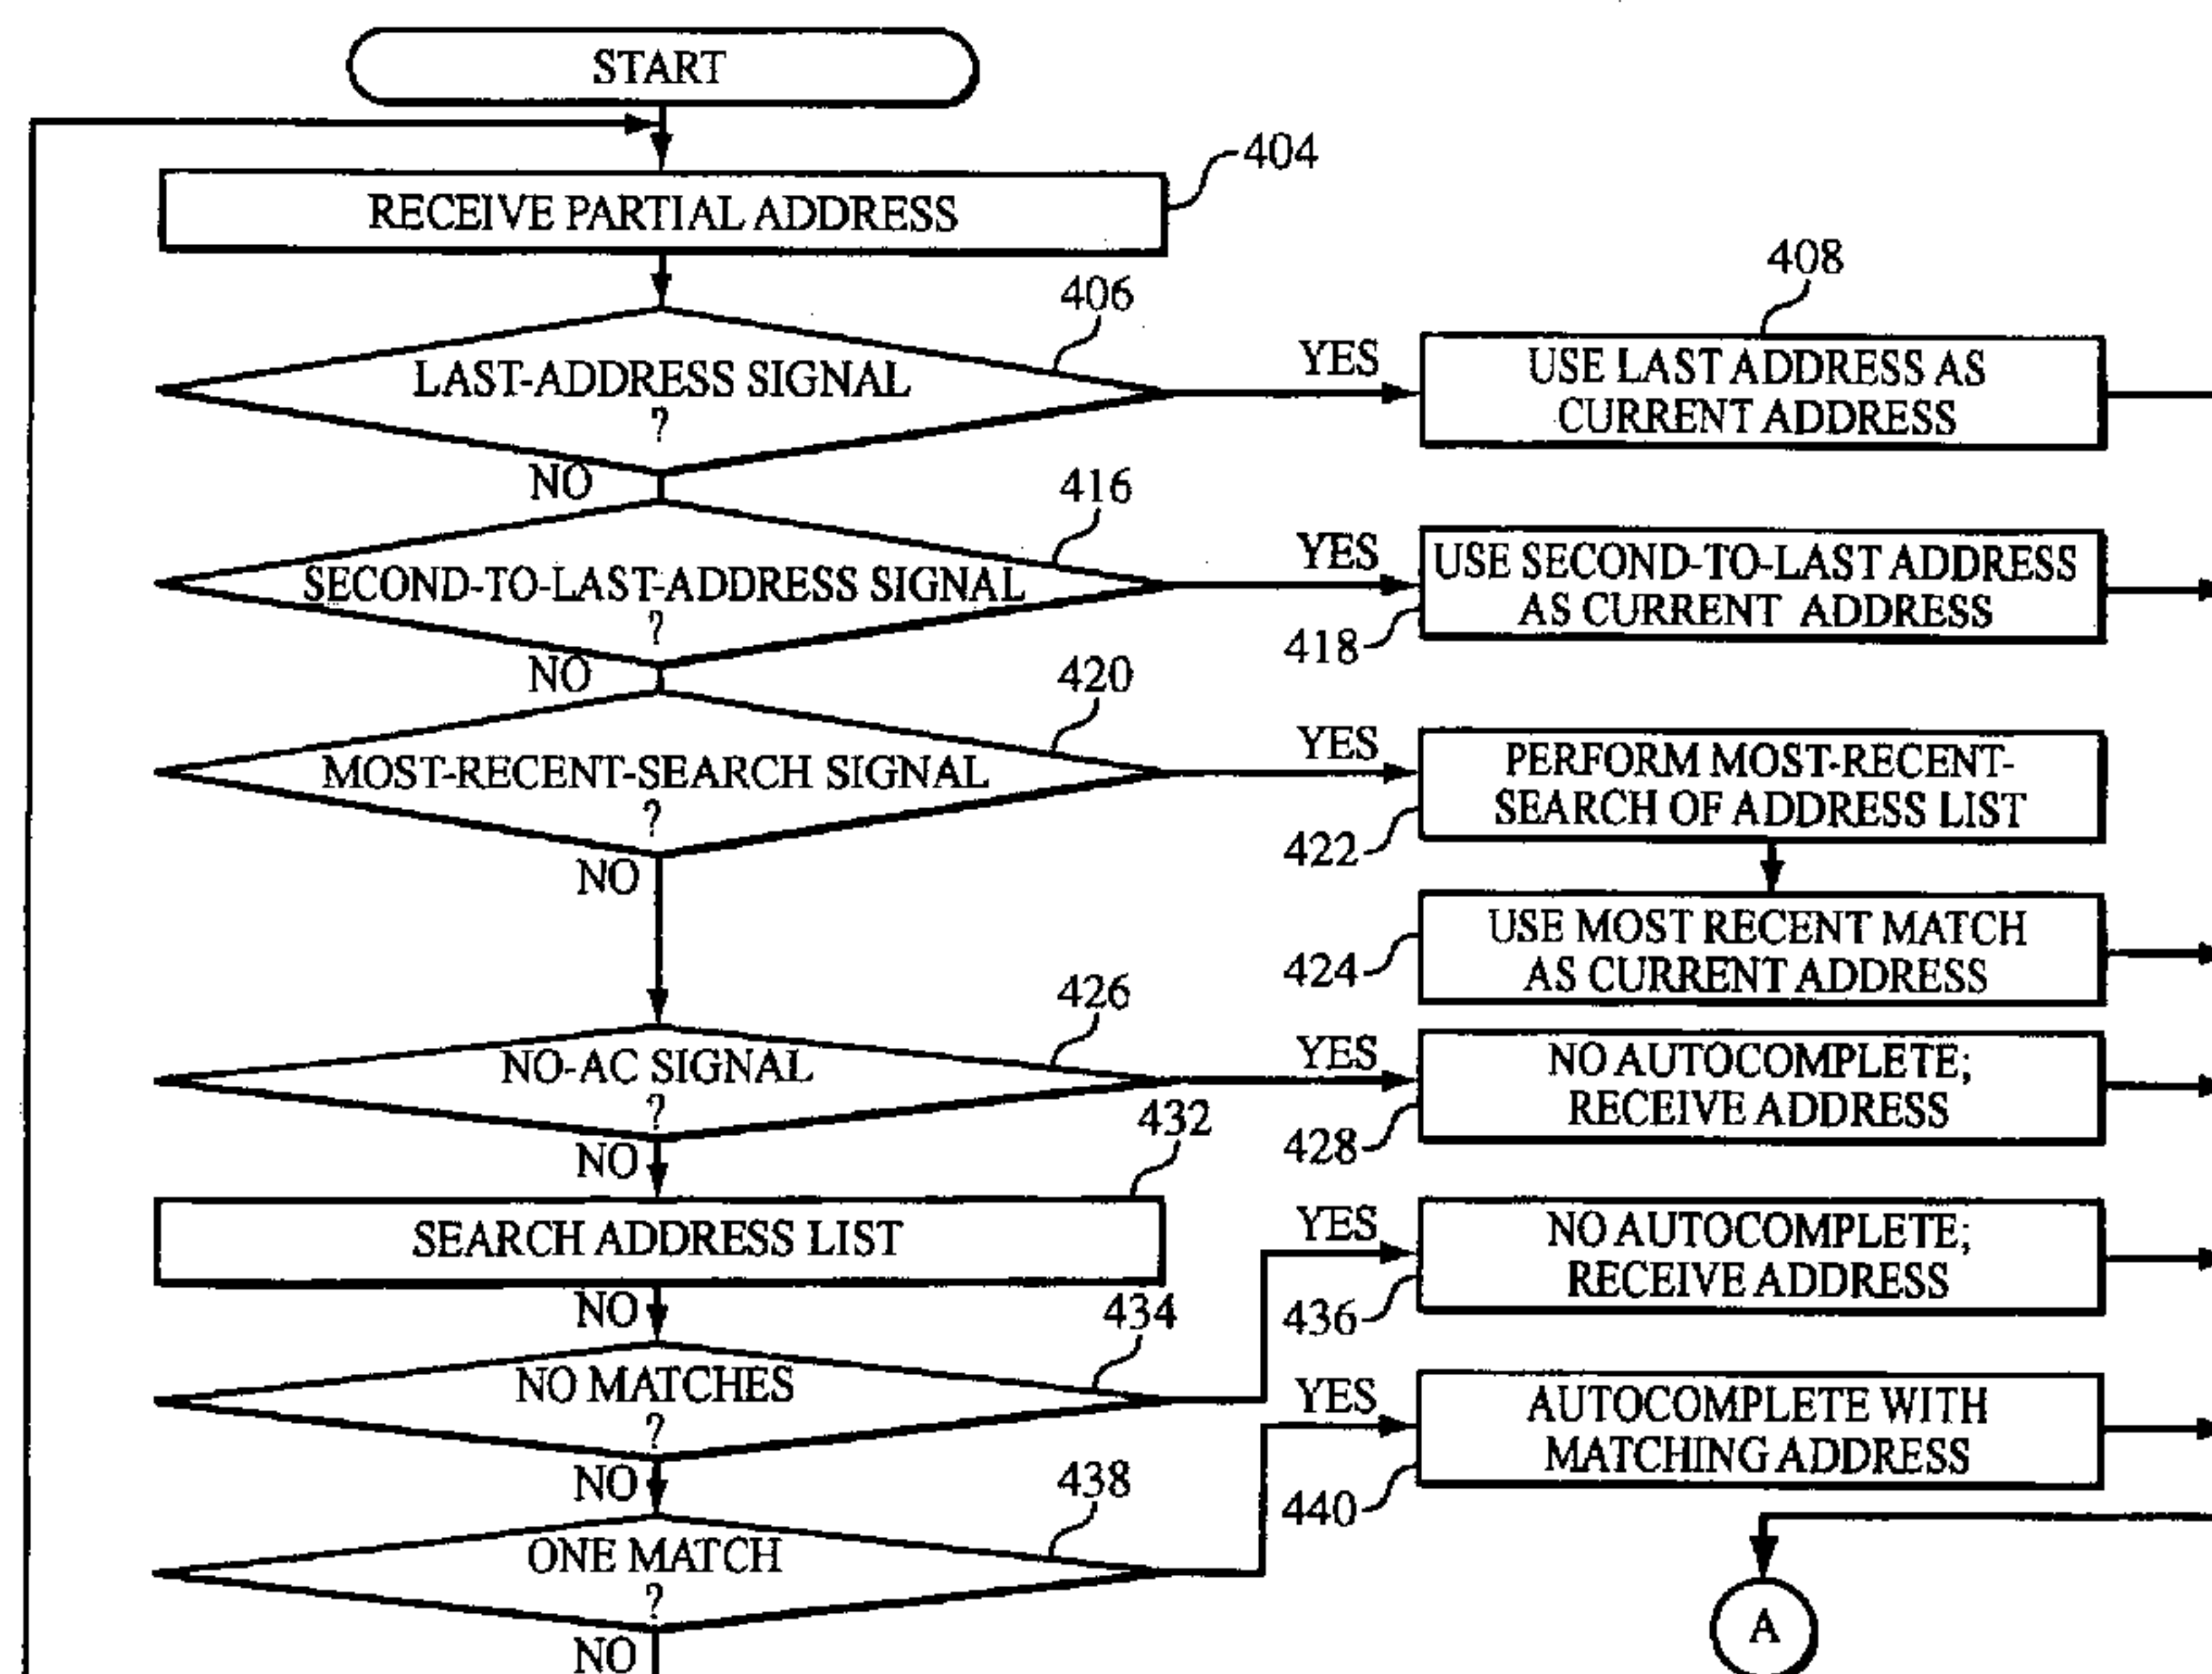 START
404
RECEIVE PARTIAL ADDRESS
406
408
LAST-ADDRESS SIGNAL
?
YES
USE LAST ADDRESS AS
CURRENT ADDRESS
NO
416
SECOND-TO-LAST-ADDRESS SIGNAL
?
YES
USE SECOND-TO-LAST ADDRESS
AS CURRENT ADDRESS
418
NO
420
MOST-RECENT-SEARCH SIGNAL
?
YES
PERFORM MOST-RECENT-
SEARCH OF ADDRESS LIST
422
NO
USE MOST RECENT MATCH
AS CURRENT ADDRESS
424
426
NO-AC SIGNAL
?
YES
NO AUTOCOMPLETE;
RECEIVE ADDRESS
428
NO
432
SEARCH ADDRESS LIST
YES
NO AUTOCOMPLETE;
RECEIVE ADDRESS
436
NO
434
NO MATCHES
?
YES
AUTOCOMPLETE WITH
MATCHING ADDRESS
440
NO
438
ONE MATCH
?
NO
A